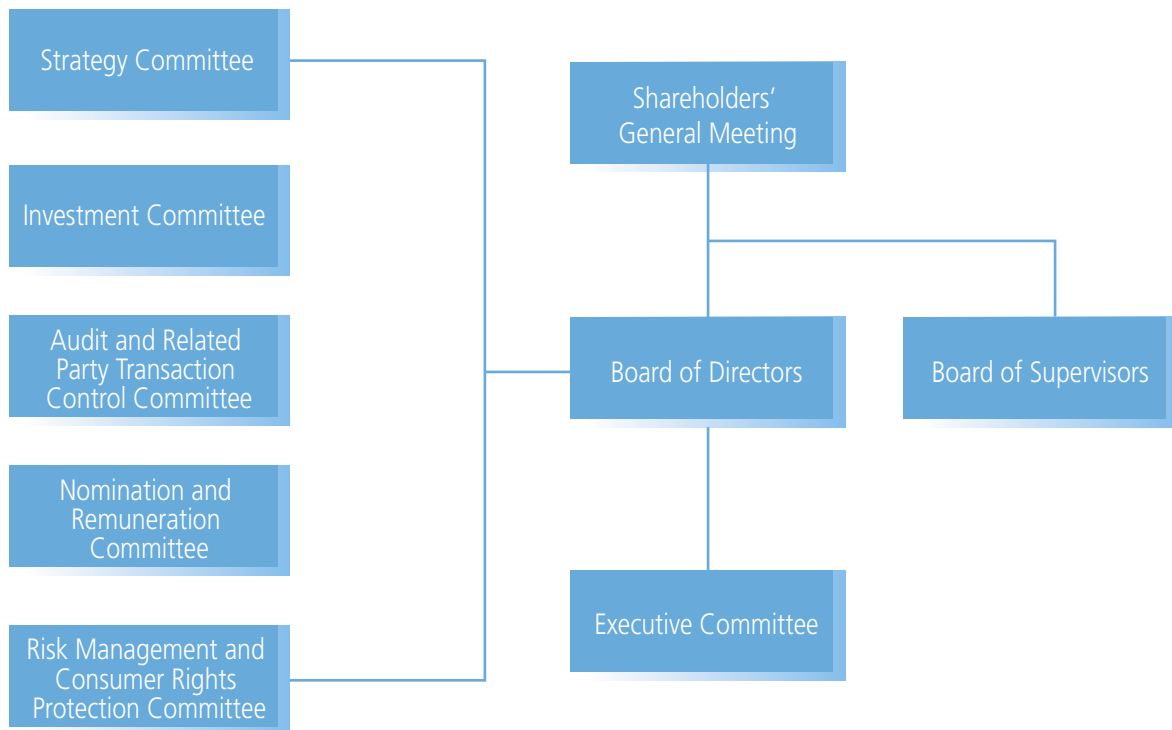 Strategy Committee
Investment Committee
Audit and Related
Party Transaction
Control Committee
Nomination and
Remuneration
Committee
Risk Management and
Consumer Rights
Protection Committee
Shareholders’
General Meeting
Board of Directors
Board of Supervisors
Executive Committee